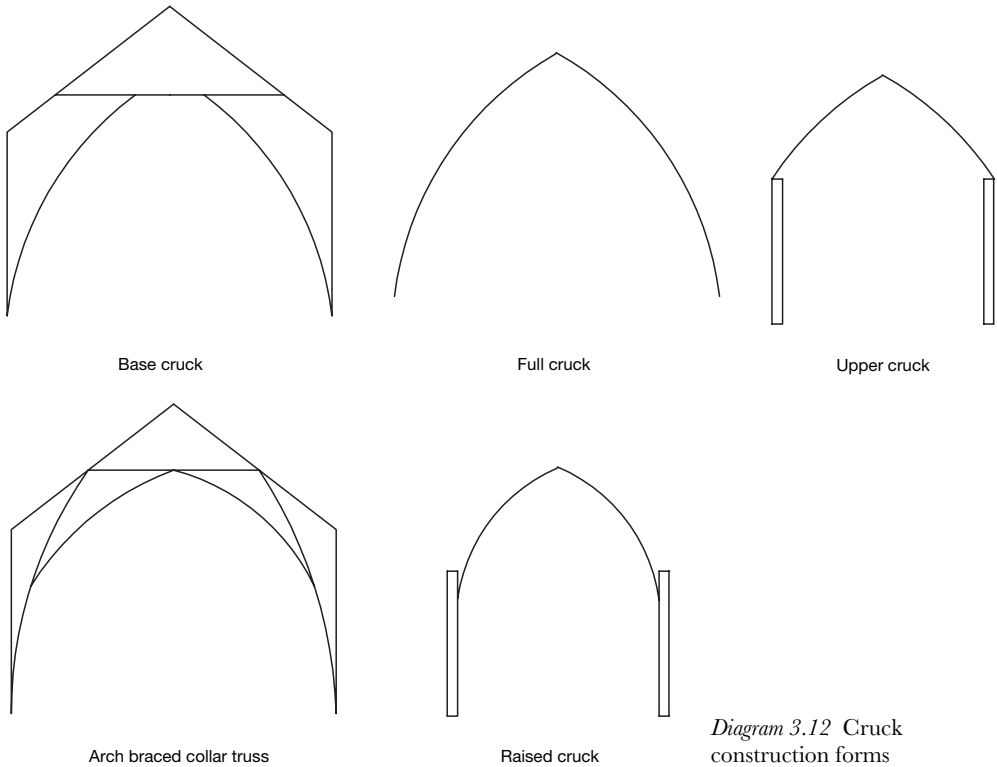 Base cruck
Full cruck
Upper cruck
Arch braced collar truss
Raised cruck
Diagram 3.12 Cruck
construction forms